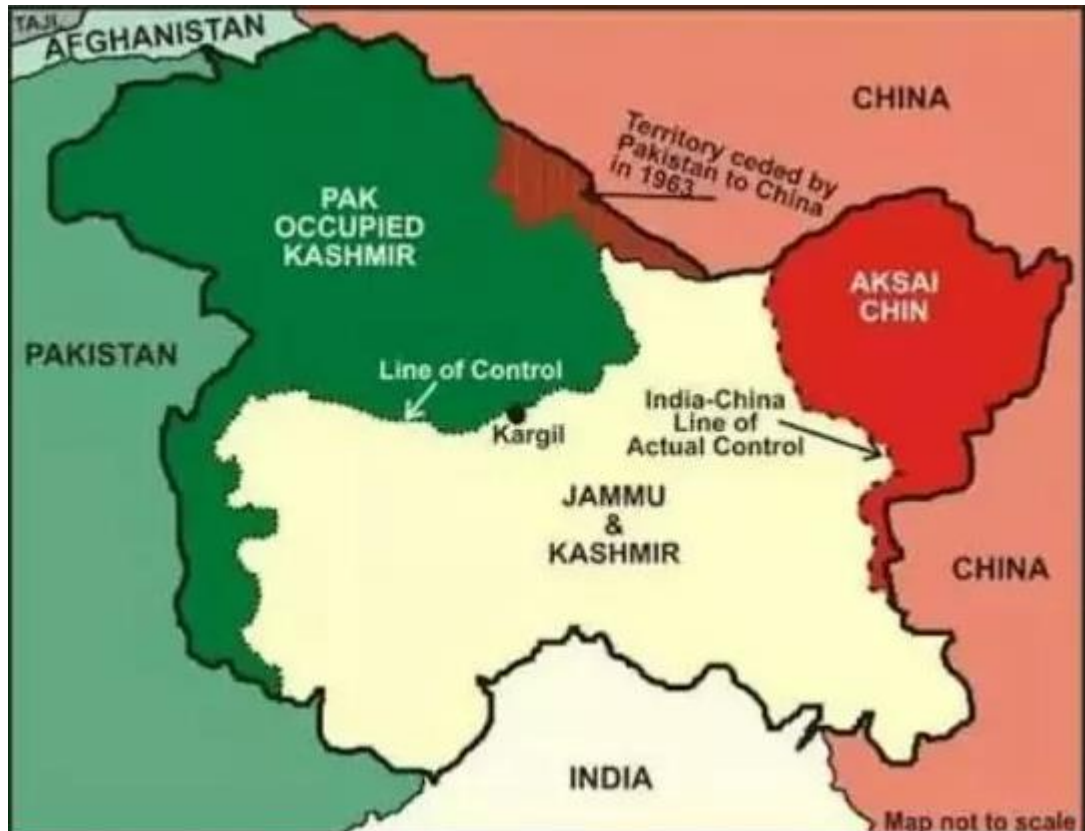 TAJI.
AFGHANISTAN
CHINA
Territory ceded by
Pakistan to China
in 1963
PAK
OCCUPIED
KASHMIR
AKSAI
CHIN
PAKISTAN
Line of Control
India-China
Line of
Actual Control
Kargil
JAMMU
&
KASHMIR
CHINA
INDIA
Map not to scale